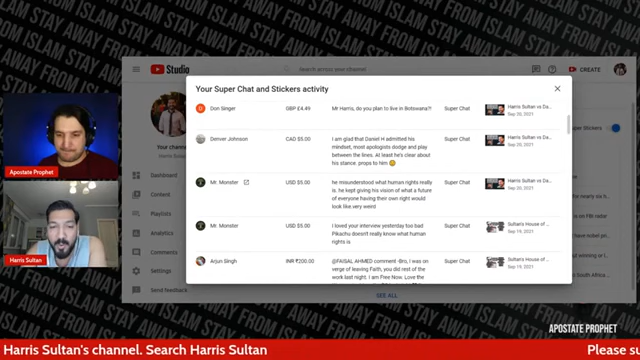 STAY AWAY FROM ISLAM
Studio
Search across your channel
CREATE
Your Super Chat and Stickers activity
Don Singer
GBP £4.49
Mr Harris, do you plan to live in Botswana?!
Super Chat
Harris Sultan vs Da...
Sep 20, 2021
Denver Johnson
CAD $5.00
I am glad that Daniel H admitted his
mindset, most apologists dodge and play
between the lines. At least he's clear about
his stance. props to him
Super Chat
Harris Sultan vs Da...
Sep 20, 2021
Mr. Monster
USD $5.00
he misunderstood what human rights really
is. he kept giving his vision of what a future
of everyone having their own right would
look like.very weird
Super Chat
Harris Sultan vs Da...
Sep 20, 2021
Mr. Monster
USD $5.00
I loved your interview yesterday too bad
Pikachu doesn't really know what human
rights is
Super Chat
Sultan's House of ...
Sep 19, 2021
Arjun Singh
INR ₹200.00
@FAISAL AHMED comment -Bro, I was on
verge of leaving Faith, you did rest of the
work last night. I am Free Now. Love the
Super Chat
Sultan's House of ...
Sep 19, 2021
Your channel
Dashboard
Content
Playlists
Analytics
Comments
Settings
Send feedback
SEE ALL
Stickers
Apostate Prophet
Harris Sultan
APOSTATE PROPHET
Harris Sultan's channel. Search Harris Sultan
Please su